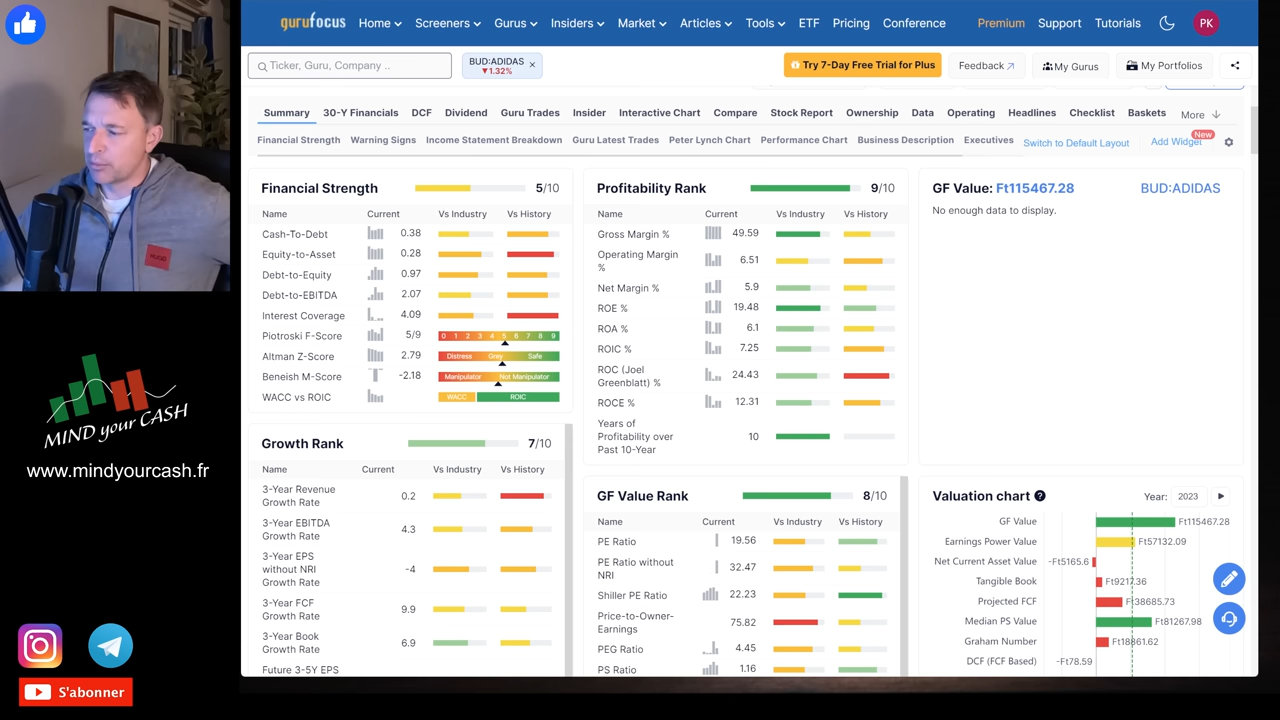 gurufocus
Home
Screeners
Gurus
Insiders
Market
Articles
Tools
ETF
Pricing
Conference
Premium
Support
Tutorials
PK
Ticker, Guru, Company ..
BUD:ADIDAS ×
▼1.32%
Try 7-Day Free Trial for Plus
Feedback
My Gurus
My Portfolios
Summary
30-Y Financials
DCF
Dividend
Guru Trades
Insider
Interactive Chart
Compare
Stock Report
Ownership
Data
Operating
Headlines
Checklist
Baskets
More
Financial Strength
Warning Signs
Income Statement Breakdown
Guru Latest Trades
Peter Lynch Chart
Performance Chart
Business Description
Executives
Switch to Default Layout
Add Widget
New
Financial Strength 5/10
Name Current Vs Industry Vs History
Cash-To-Debt 0.38
Equity-to-Asset 0.28
Debt-to-Equity 0.97
Debt-to-EBITDA 2.07
Interest Coverage 4.09
Piotroski F-Score 5/9 0 1 2 3 4 5 6 7 8 9
Altman Z-Score 2.79 Distress Grey Safe
Beneish M-Score -2.18 Manipulator Not Manipulator
WACC vs ROIC WACC ROIC
Growth Rank 7/10
Name Current Vs Industry Vs History
3-Year Revenue
Growth Rate 0.2
3-Year EBITDA
Growth Rate 4.3
3-Year EPS
without NRI
Growth Rate -4
3-Year FCF
Growth Rate 9.9
3-Year Book
Growth Rate 6.9
Future 3-5Y EPS
Profitability Rank 9/10
Name Current Vs Industry Vs History
Gross Margin % 49.59
Operating Margin
% 6.51
Net Margin % 5.9
ROE % 19.48
ROA % 6.1
ROIC % 7.25
ROC (Joel
Greenblatt) % 24.43
ROCE % 12.31
Years of
Profitability over
Past 10-Year 10
GF Value Rank 8/10
Name Current Vs Industry Vs History
PE Ratio 19.56
PE Ratio without
NRI 32.47
Shiller PE Ratio 22.23
Price-to-Owner-
Earnings 75.82
PEG Ratio 4.45
PS Ratio 1.16
GF Value: Ft115467.28 BUD:ADIDAS
No enough data to display.
Valuation chart ? Year: 2023
GF Value Ft115467.28
Earnings Power Value Ft57132.09
Net Current Asset Value -Ft5165.6
Tangible Book Ft9217.36
Projected FCF Ft38685.73
Median PS Value Ft81267.98
Graham Number Ft18861.62
DCF (FCF Based) -Ft78.59
HUGO
MIND your CASH
www.mindyourcash.fr
S'abonner